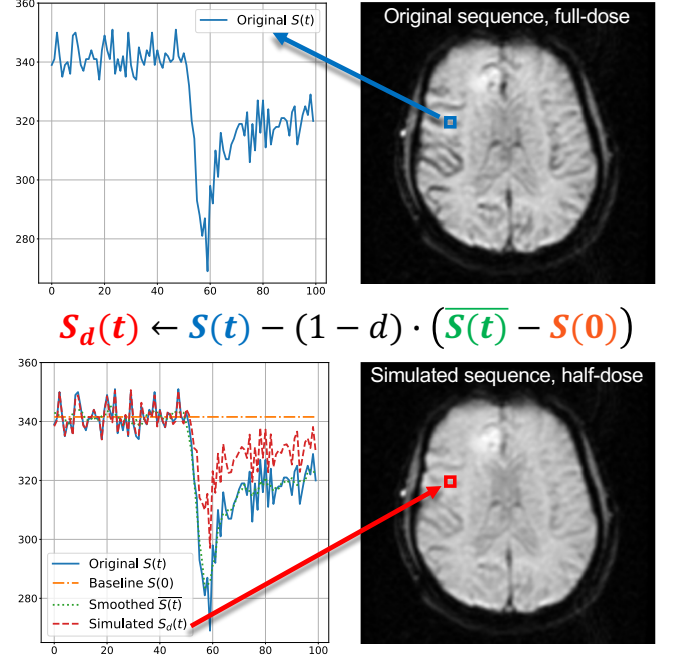 360
340
320
300
280
0
20
40
60
80
100
Original S(t)
Original sequence, full-dose
S_d(t) ← S(t) − (1 − d) · (S̅(̅t̅)̅ − S(0))
360
340
320
300
280
0
20
40
60
80
100
Original S(t)
Baseline S(0)
Smoothed S̅(̅t̅)̅
Simulated S_d(t)
Simulated sequence, half-dose